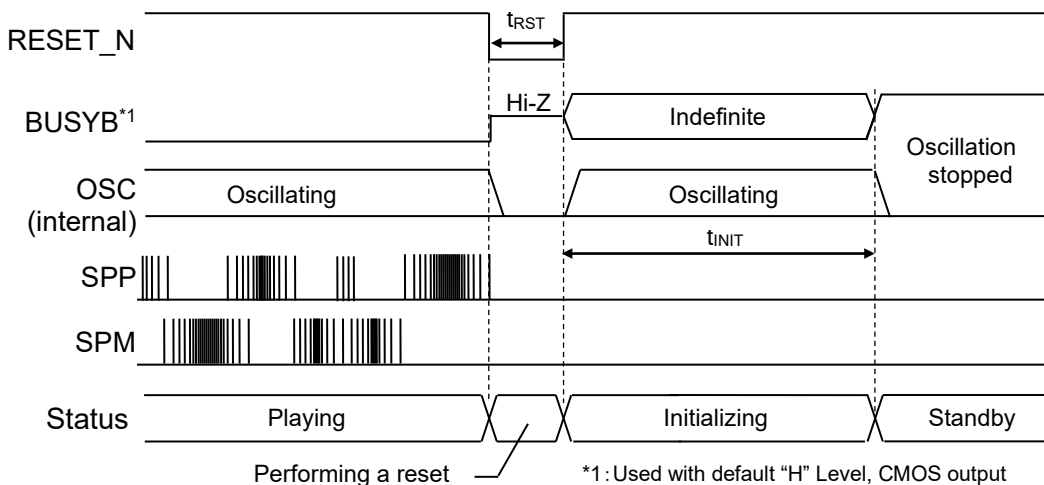 RESET_N
tRST
BUSYB*1
Hi-Z
Indefinite
Oscillation
stopped
OSC
(internal)
Oscillating
Oscillating
tINIT
SPP
SPM
Status
Playing
Initializing
Standby
Performing a reset
*1:Used with default “H” Level, CMOS output